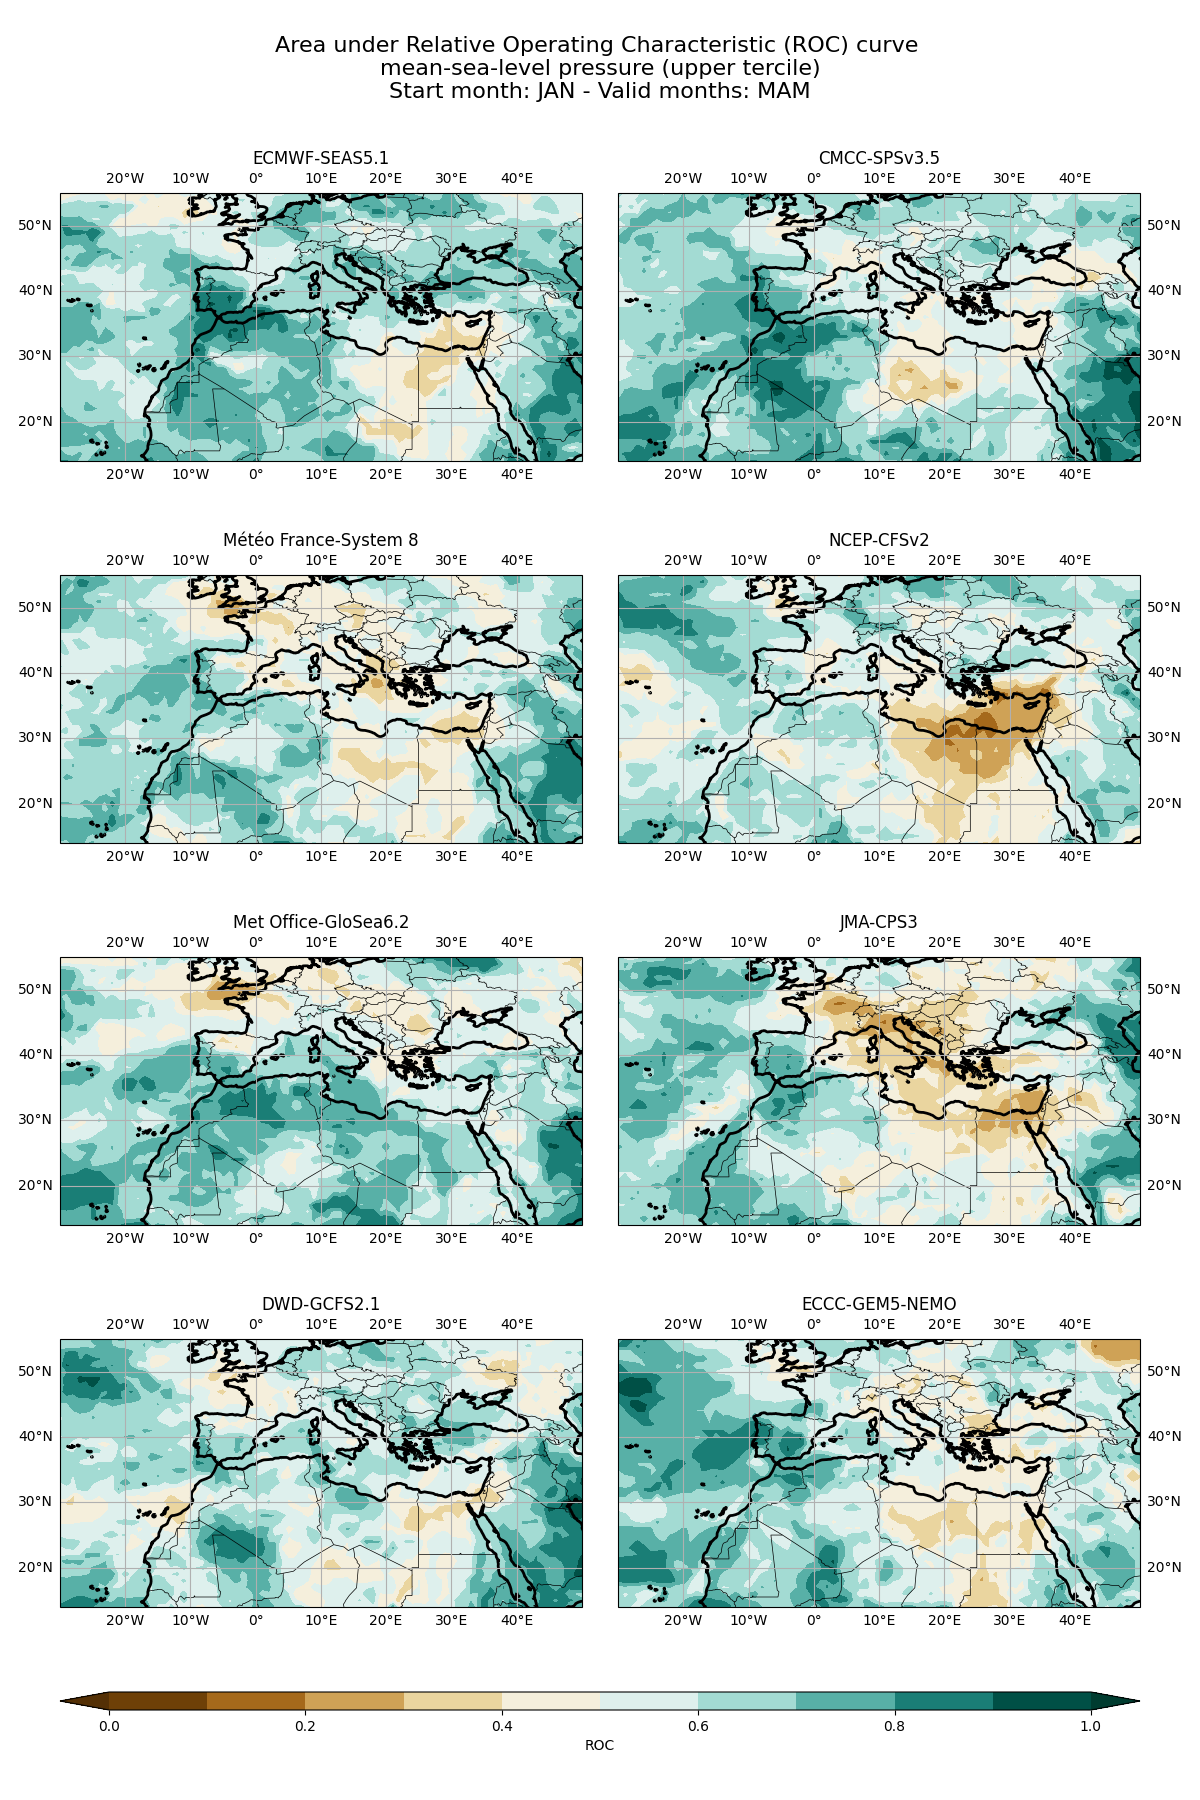 Area under Relative Operating Characteristic (ROC) curve
mean-sea-level pressure (upper tercile)
Start month: JAN - Valid months: MAM
ECMWF-SEAS5.1
20°W 10°W 0° 10°E 20°E 30°E 40°E
50°N
40°N
30°N
20°N
20°W 10°W 0° 10°E 20°E 30°E 40°E
CMCC-SPSv3.5
20°W 10°W 0° 10°E 20°E 30°E 40°E
50°N
40°N
30°N
20°N
20°W 10°W 0° 10°E 20°E 30°E 40°E
Météo France-System 8
20°W 10°W 0° 10°E 20°E 30°E 40°E
50°N
40°N
30°N
20°N
20°W 10°W 0° 10°E 20°E 30°E 40°E
NCEP-CFSv2
20°W 10°W 0° 10°E 20°E 30°E 40°E
50°N
40°N
30°N
20°N
20°W 10°W 0° 10°E 20°E 30°E 40°E
Met Office-GloSea6.2
20°W 10°W 0° 10°E 20°E 30°E 40°E
50°N
40°N
30°N
20°N
20°W 10°W 0° 10°E 20°E 30°E 40°E
JMA-CPS3
20°W 10°W 0° 10°E 20°E 30°E 40°E
50°N
40°N
30°N
20°N
20°W 10°W 0° 10°E 20°E 30°E 40°E
DWD-GCFS2.1
20°W 10°W 0° 10°E 20°E 30°E 40°E
50°N
40°N
30°N
20°N
20°W 10°W 0° 10°E 20°E 30°E 40°E
ECCC-GEM5-NEMO
20°W 10°W 0° 10°E 20°E 30°E 40°E
50°N
40°N
30°N
20°N
20°W 10°W 0° 10°E 20°E 30°E 40°E
0.0 0.2 0.4 0.6 0.8 1.0
ROC